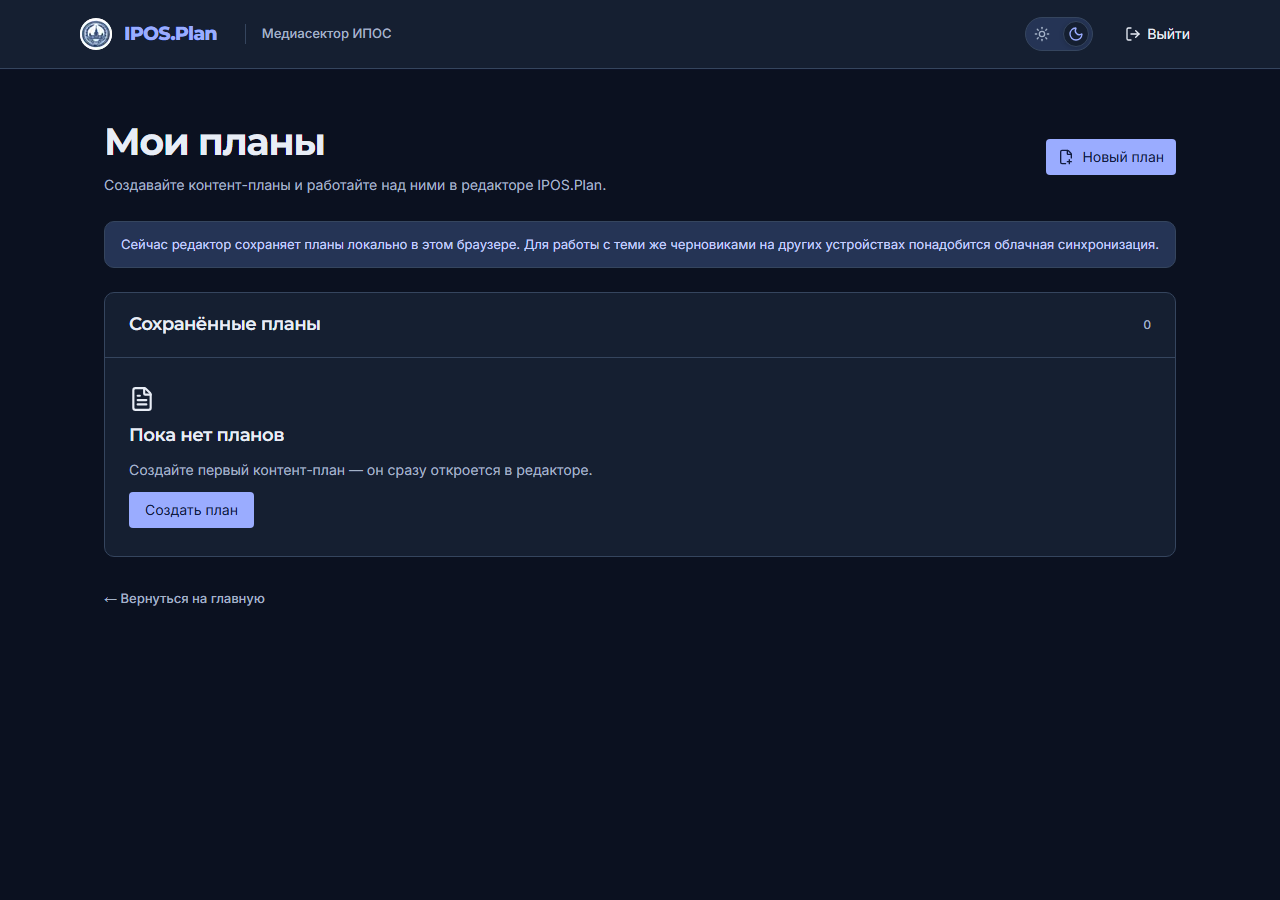 IPOS.Plan
Медиасектор ИПОС
Выйти
Мои планы
Новый план
Создавайте контент-планы и работайте над ними в редакторе IPOS.Plan.
Сейчас редактор сохраняет планы локально в этом браузере. Для работы с теми же черновиками на других устройствах понадобится облачная синхронизация.
Сохранённые планы
0
Пока нет планов
Создайте первый контент-план — он сразу откроется в редакторе.
Создать план
← Вернуться на главную